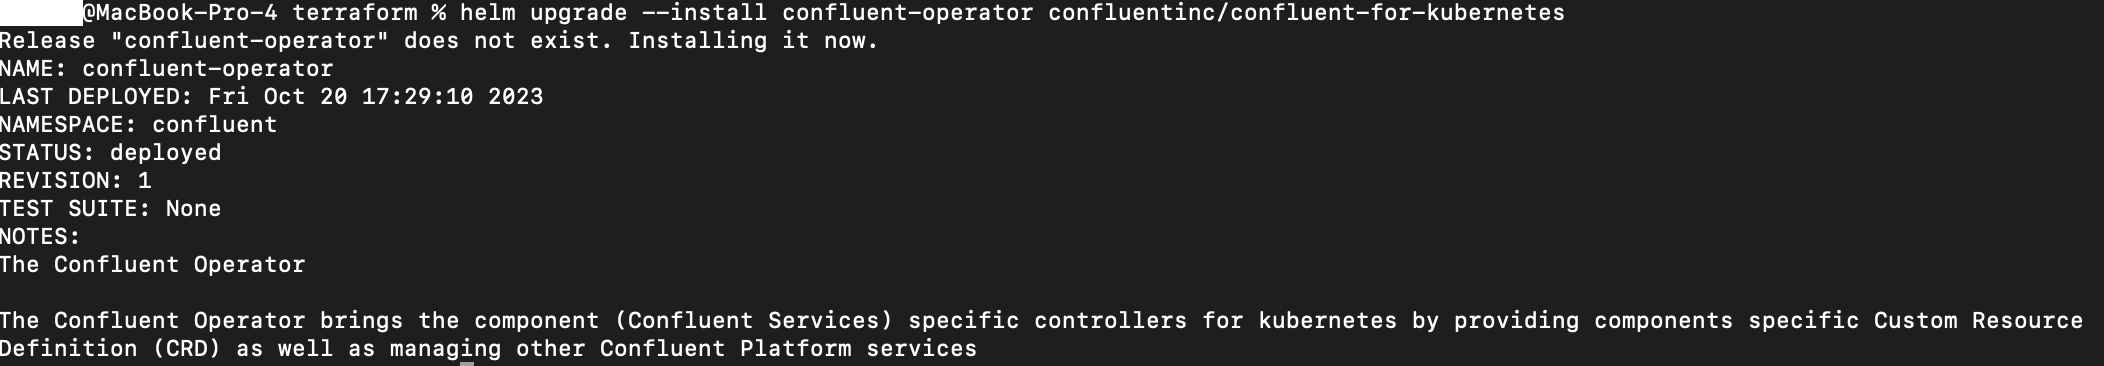 @MacBook-Pro-4 terraform % helm upgrade --install confluent-operator confluentinc/confluent-for-kubernetes
Release "confluent-operator" does not exist. Installing it now.
NAME: confluent-operator
LAST DEPLOYED: Fri Oct 20 17:29:10 2023
NAMESPACE: confluent
STATUS: deployed
REVISION: 1
TEST SUITE: None
NOTES:
The Confluent Operator
The Confluent Operator brings the component (Confluent Services) specific controllers for kubernetes by providing components specific Custom Resource
Definition (CRD) as well as managing other Confluent Platform services